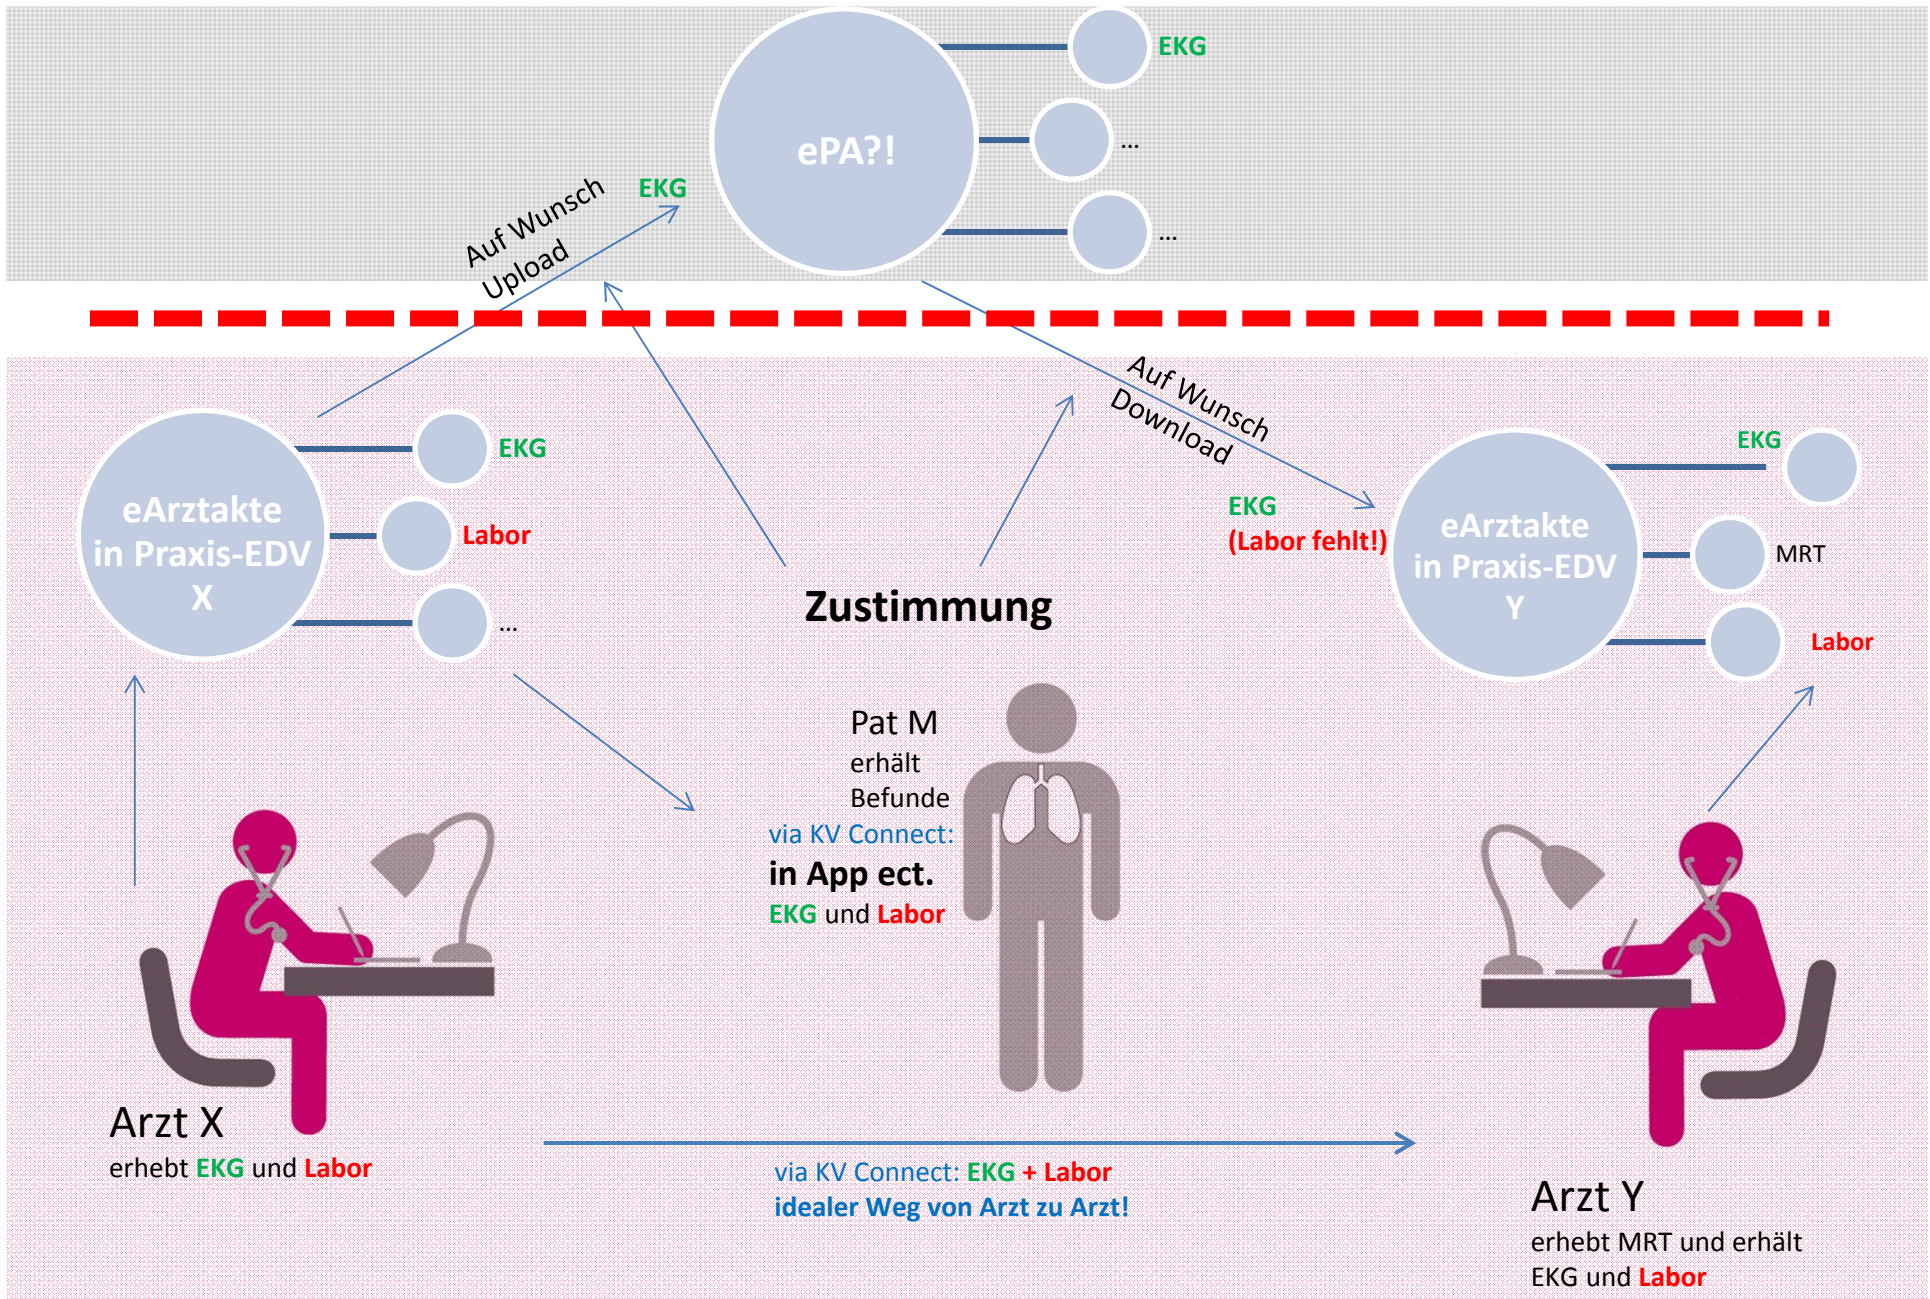 EKG
ePA?!
...
...
EKG
Auf Wunsch
Upload
Auf Wunsch
Download
eArztakte
in Praxis-EDV
X
EKG
Labor
...
EKG
(Labor fehlt!)
eArztakte
in Praxis-EDV
Y
EKG
MRT
Labor
Zustimmung
Pat M
erhält
Befunde
via KV Connect:
in App ect.
EKG und Labor
Arzt X
erhebt EKG und Labor
via KV Connect: EKG + Labor
idealer Weg von Arzt zu Arzt!
Arzt Y
erhebt MRT und erhält
EKG und Labor